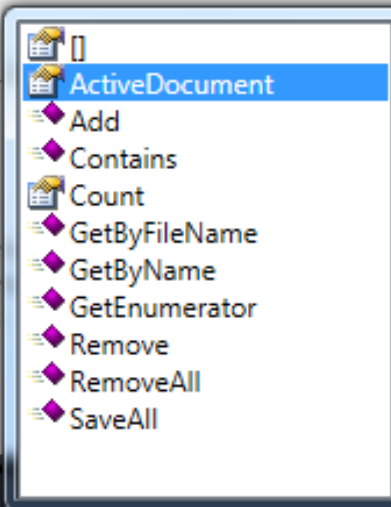 []
ActiveDocument
Add
Contains
Count
GetByFileName
GetByName
GetEnumerator
Remove
RemoveAll
SaveAll